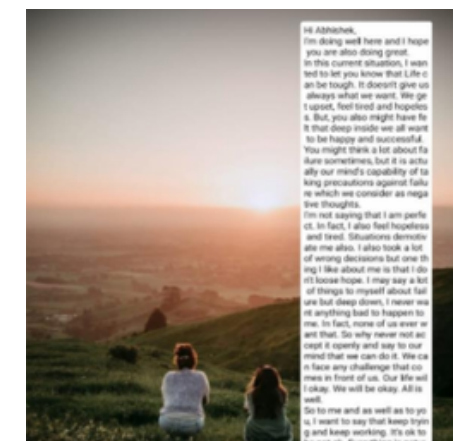 Hi Abhishek,
I'm doing well here and I hope
you are also doing great.
In this current situation, I wan
ted to let you know that Life c
an be tough. It doesn't give us
always what we want. We ge
t upset, feel tired and hopeles
s. But, you also might have fe
lt that deep inside we all want
to be happy and successful.
You might think a lot about fa
ilure sometimes, but it is actu
ally our mind's capability of ta
king precautions against failu
re which we consider as nega
tive thoughts.
I'm not saying that I am perfe
ct. In fact, I also feel hopeless
and tired. Situations demotiv
ate me also. I also took a lot
of wrong decisions but one th
ing I like about me is that I do
n't loose hope. I may say a lot
of things to myself about fail
ure but deep down, I never wa
nt anything bad to happen to
me. In fact, none of us ever w
ant that. So why never not ac
cept it openly and say to our
mind that we can do it. We ca
n face any challenge that co
mes in front of us. Our life wil
l okay. We will be okay. All is
well.
So to me and as well as to yo
u, I want to say that keep tryin
g and keep working. It's ok to